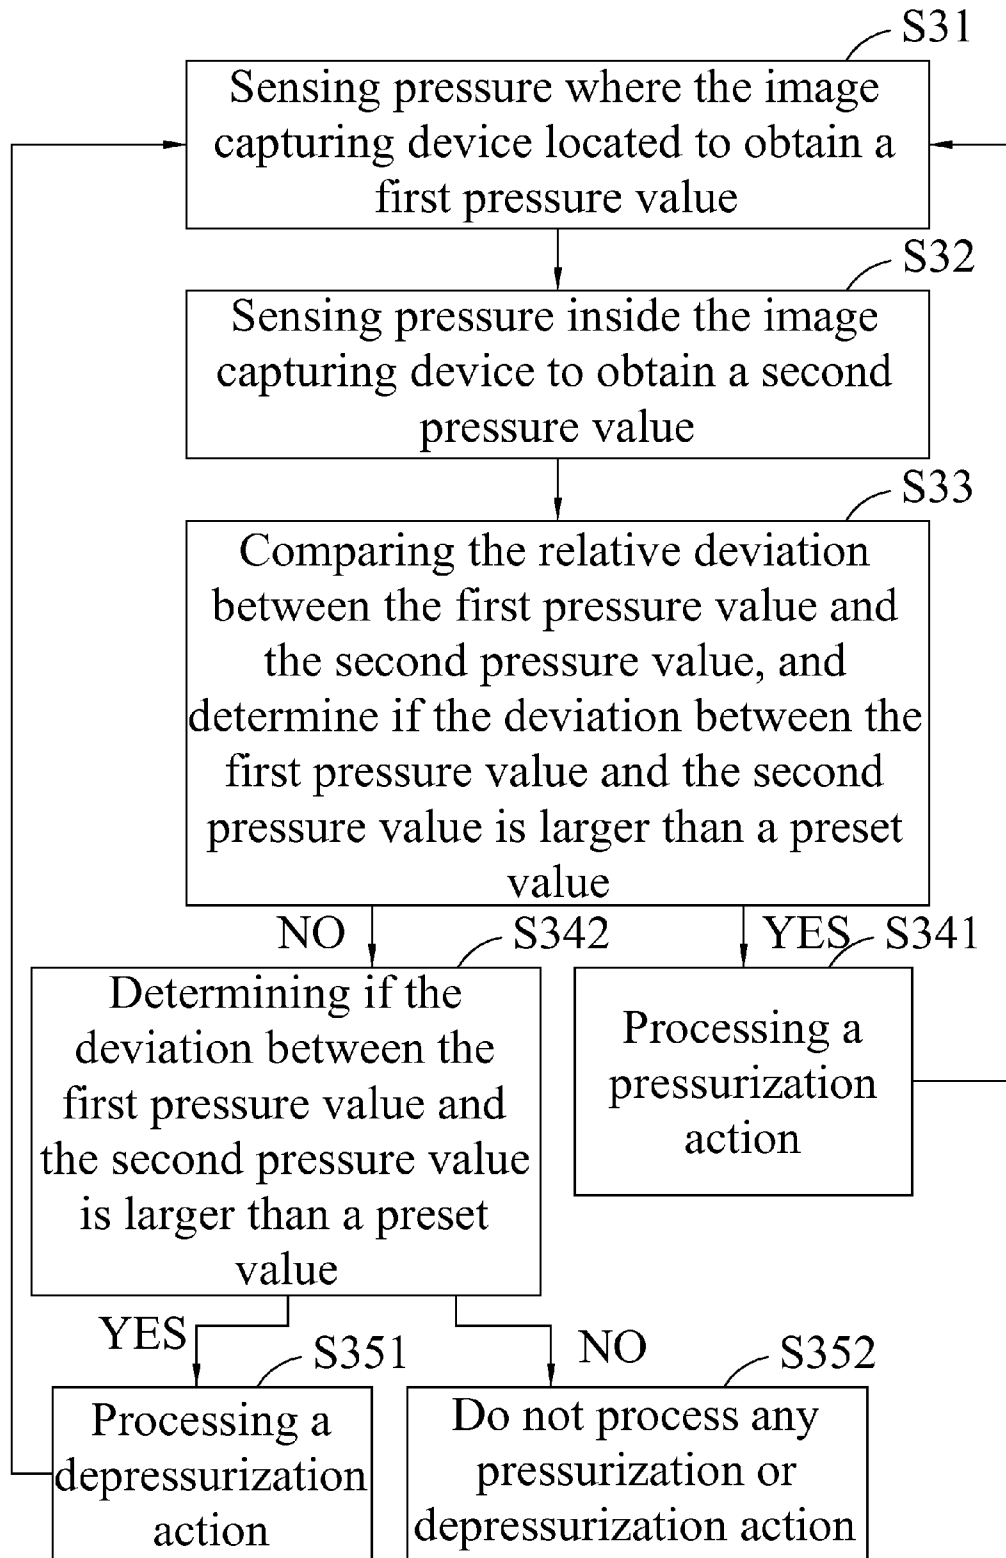 S31
Sensing pressure where the image
capturing device located to obtain a
first pressure value
S32
Sensing pressure inside the image
capturing device to obtain a second
pressure value
S33
Comparing the relative deviation
between the first pressure value and
the second pressure value, and
determine if the deviation between the
first pressure value and the second
pressure value is larger than a preset
value
NO
S342
YES
S341
Determining if the
deviation between the
first pressure value and
the second pressure value
is larger than a preset
value
Processing a
pressurization
action
YES
S351
NO
S352
Processing a
depressurization
action
Do not process any
pressurization or
depressurization action